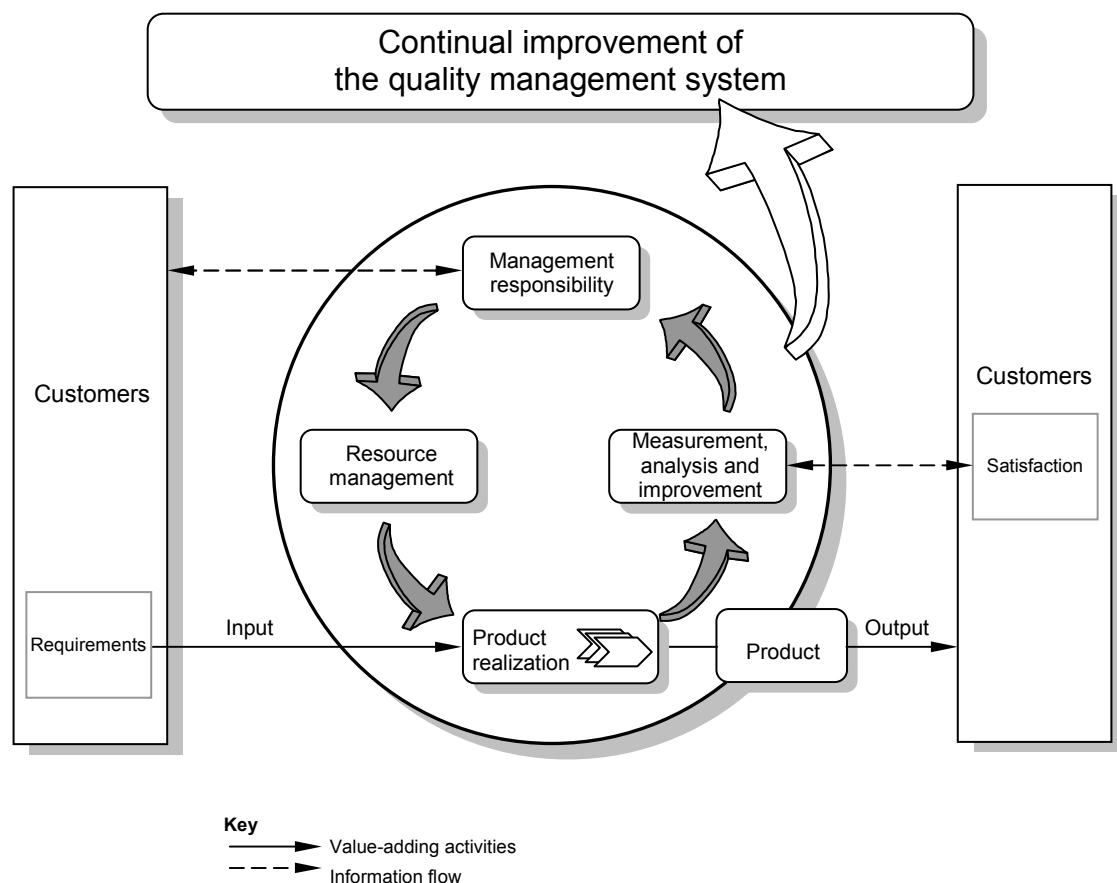 Continual improvement of
the quality management system
Management
responsibility
Customers
Customers
Resource
management
Measurement,
analysis and
improvement
Satisfaction
Requirements
Input
Product
realization
Product
Output
Key
Value-adding activities
Information flow